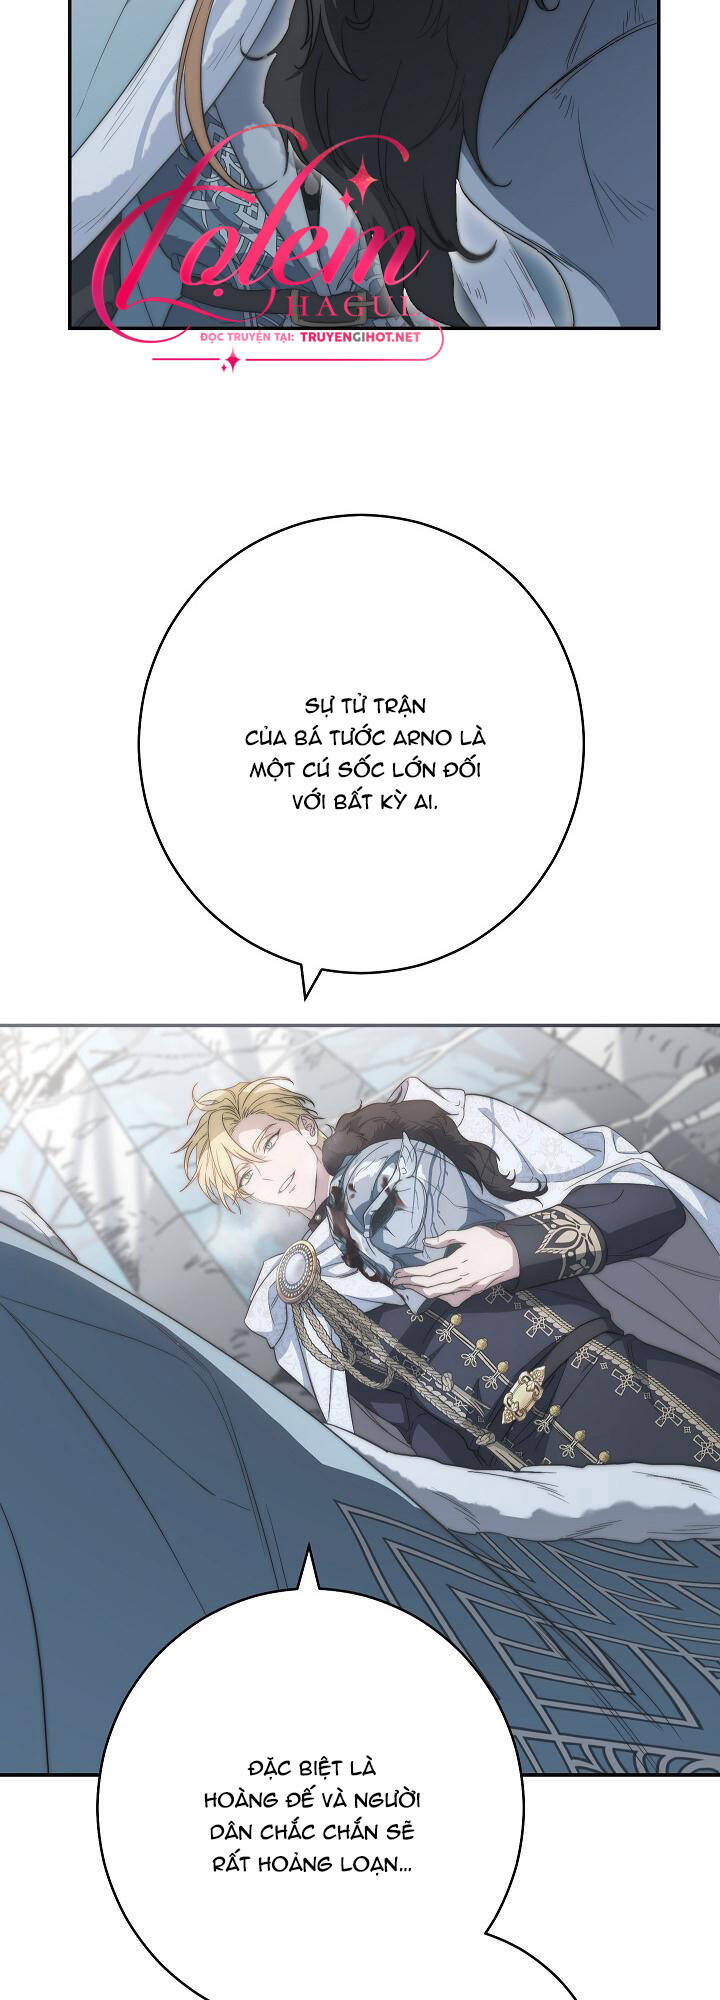 Lọlem
HAGUL
ĐỌC TRUYỆN TẠI: TRUYENGIHOT.NET
SỰ TỬ TRẬN
CỦA BÁ TƯỚC ARNO LÀ
MỘT CÚ SỐC LỚN ĐỐI
VỚI BẤT KỲ AI.
ĐẶC BIỆT LÀ
HOÀNG ĐẾ VÀ NGƯỜI
DÂN CHẮC CHẮN SẼ
RẤT HOẢNG LOẠN...